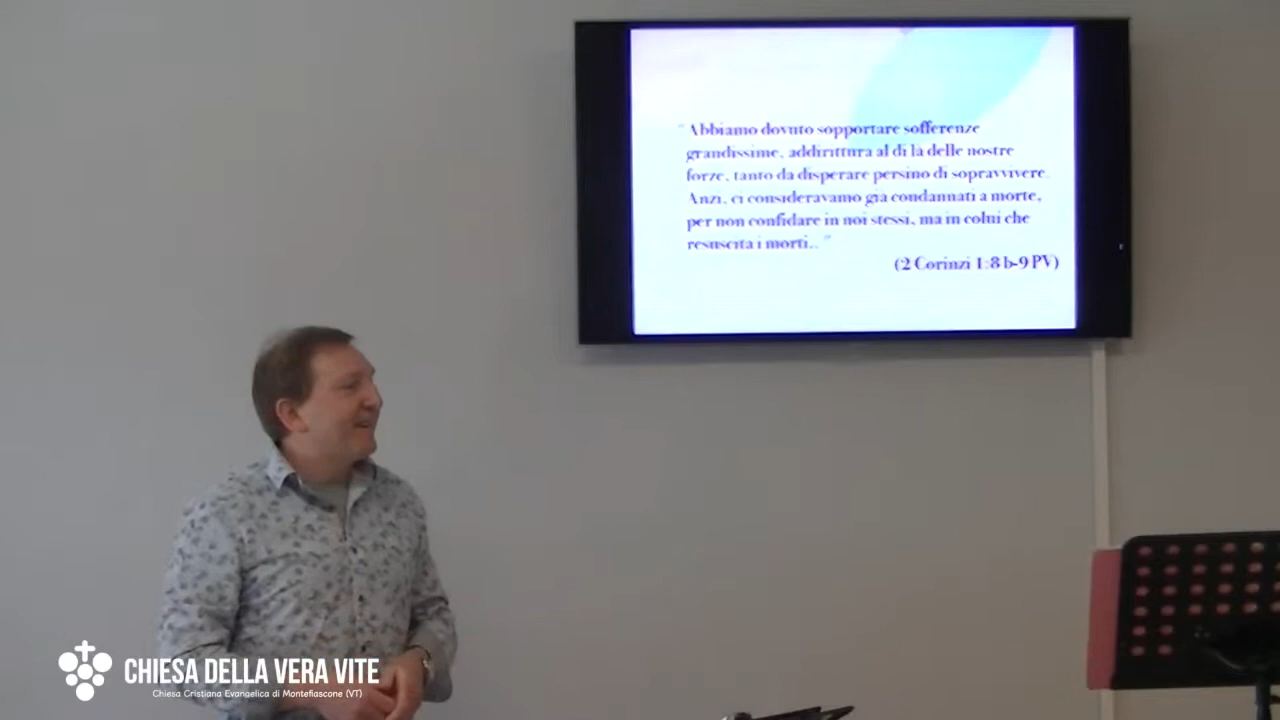 "Abbiamo dovuto sopportare sofferenze
grandissime, addirittura al di là delle nostre
forze, tanto da disperare persino di sopravvivere.
Anzi, ci consideravamo già condannati a morte,
per non confidare in noi stessi, ma in colui che
resuscita i morti.. "
(2 Corinzi 1:8 b-9 PV)
CHIESA DELLA VERA VITE
Chiesa Cristiana Evangelica di Montefiascone (VT)